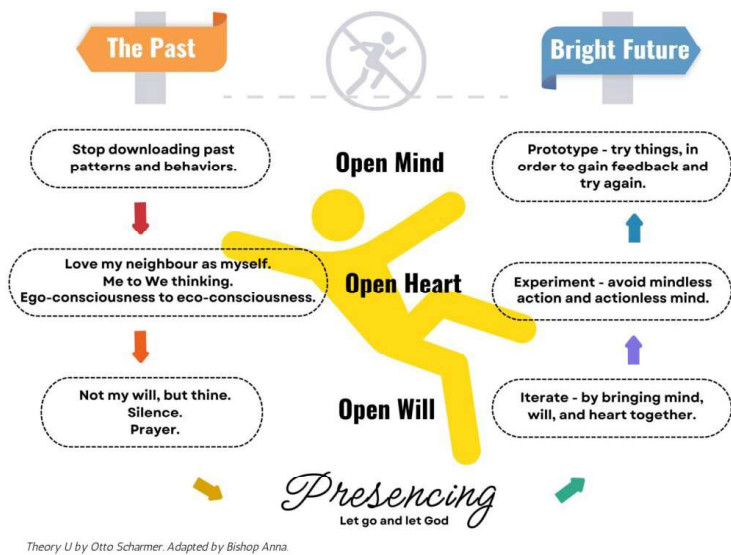 The Past
Bright Future
Stop downloading past
patterns and behaviors.
Open Mind
Prototype - try things, in
order to gain feedback and
try again.
Love my neighbour as myself.
Me to We thinking.
Ego-consciousness to eco-consciousness.
Open Heart
Experiment - avoid mindless
action and actionless mind.
Not my will, but thine.
Silence.
Prayer.
Open Will
Iterate - by bringing mind,
will, and heart together.
Presencing
Let go and let God
Theory U by Otto Scharmer. Adapted by Bishop Anna.